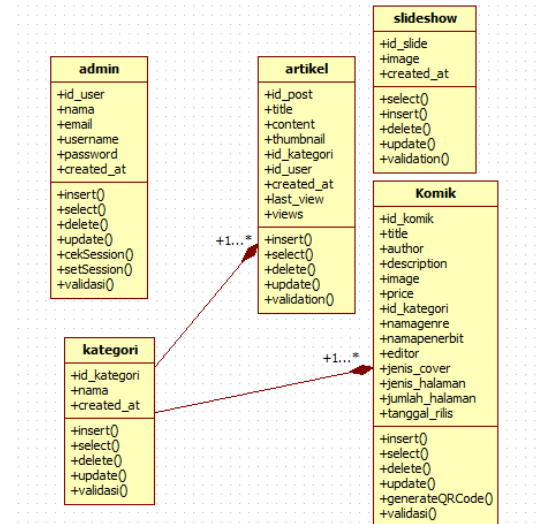 admin
+id_user
+nama
+email
+username
+password
+created_at
+insert()
+select()
+delete()
+update()
+cekSession()
+setSession()
+validasi()
artikel
+id_post
+title
+content
+thumbnail
+id_kategori
+id_user
+created_at
+last_view
+views
+insert()
+select()
+delete()
+update()
+validation()
slideshow
+id_slide
+image
+created_at
+select()
+insert()
+delete()
+update()
+validation()
+1...*
kategori
+id_kategori
+nama
+created_at
+insert()
+select()
+delete()
+update()
+validasi()
+1...*
Komik
+id_komik
+title
+author
+description
+image
+price
+id_kategori
+namagenre
+namapenerbit
+editor
+jenis_cover
+jenis_halaman
+jumlah_halaman
+tanggal_rilis
+insert()
+select()
+delete()
+update()
+generateQRCode()
+validasi()